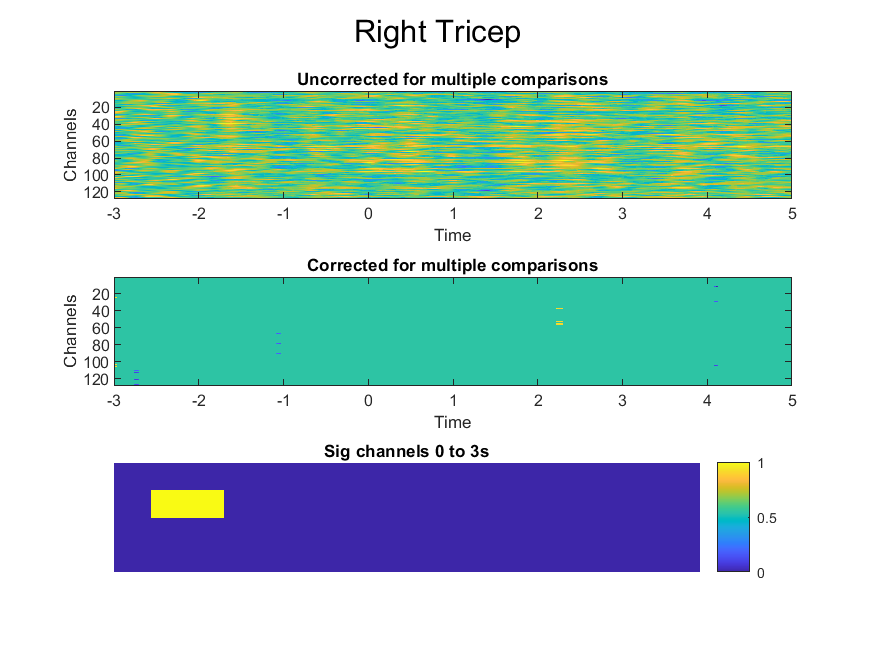 Right Tricep
Uncorrected for multiple comparisons
Channels
20
40
60
80
100
120
-3 -2 -1 0 1 2 3 4 5
Time
Corrected for multiple comparisons
Channels
20
40
60
80
100
120
-3 -2 -1 0 1 2 3 4 5
Time
Sig channels 0 to 3s
1
0.5
0